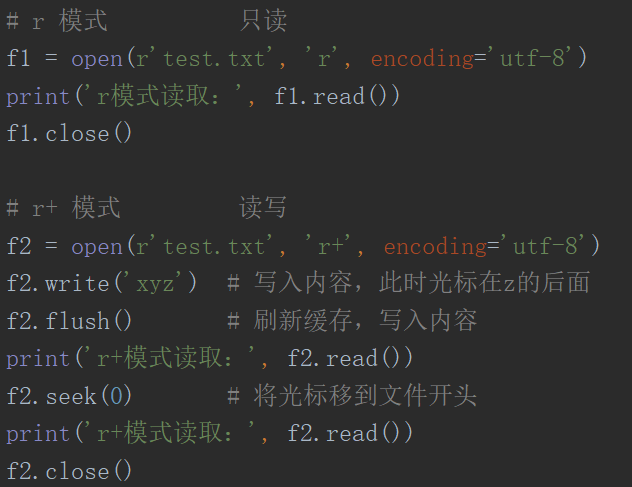 # r 模式          只读
f1 = open(r'test.txt', 'r', encoding='utf-8')
print('r模式读取：', f1.read())
f1.close()

# r+ 模式         读写
f2 = open(r'test.txt', 'r+', encoding='utf-8')
f2.write('xyz')  # 写入内容，此时光标在z的后面
f2.flush()       # 刷新缓存，写入内容
print('r+模式读取：', f2.read())
f2.seek(0)       # 将光标移到文件开头
print('r+模式读取：', f2.read())
f2.close()